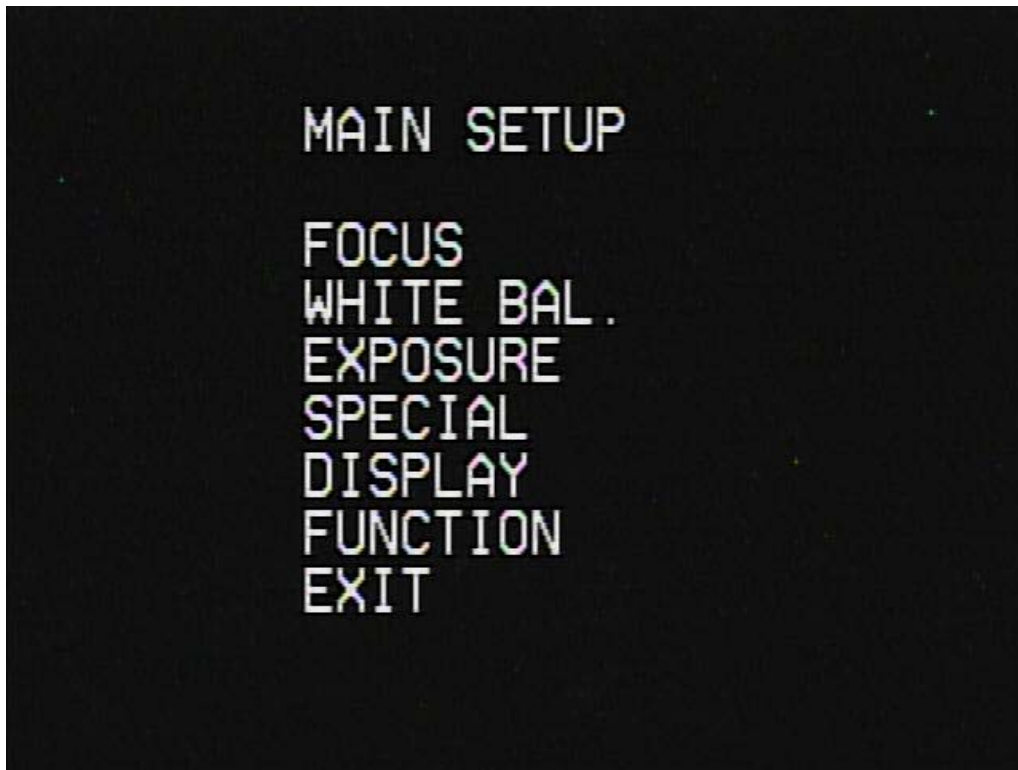 MAIN SETUP
FOCUS
WHITE BAL.
EXPOSURE
SPECIAL
DISPLAY
FUNCTION
EXIT